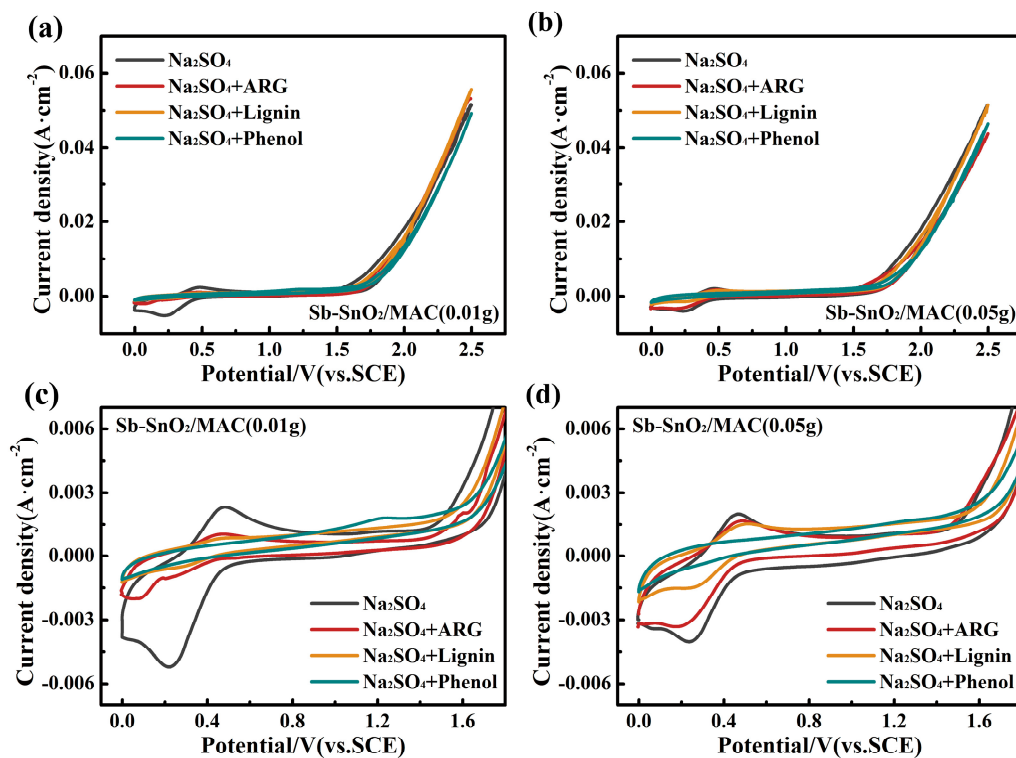 (a)
Na₂SO₄
Na₂SO₄+ARG
Na₂SO₄+Lignin
Na₂SO₄+Phenol
Sb-SnO₂/MAC(0.01g)
Current density(A·cm⁻²)
0.06
0.04
0.02
0.00
0.0 0.5 1.0 1.5 2.0 2.5
Potential/V(vs.SCE)
(b)
Na₂SO₄
Na₂SO₄+ARG
Na₂SO₄+Lignin
Na₂SO₄+Phenol
Sb-SnO₂/MAC(0.05g)
Current density(A·cm⁻²)
0.06
0.04
0.02
0.00
0.0 0.5 1.0 1.5 2.0 2.5
Potential/V(vs.SCE)
(c)
Sb-SnO₂/MAC(0.01g)
Na₂SO₄
Na₂SO₄+ARG
Na₂SO₄+Lignin
Na₂SO₄+Phenol
Current density(A·cm⁻²)
0.006
0.003
0.000
-0.003
-0.006
0.0 0.4 0.8 1.2 1.6
Potential/V(vs.SCE)
(d)
Sb-SnO₂/MAC(0.05g)
Na₂SO₄
Na₂SO₄+ARG
Na₂SO₄+Lignin
Na₂SO₄+Phenol
Current density(A·cm⁻²)
0.006
0.003
0.000
-0.003
-0.006
0.0 0.4 0.8 1.2 1.6
Potential/V(vs.SCE)